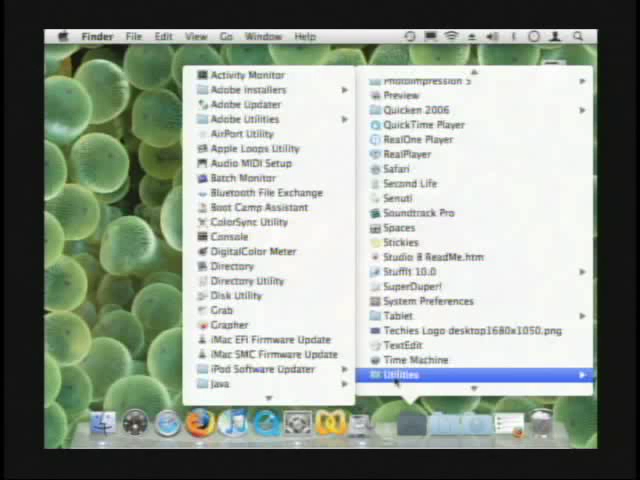 Finder File Edit View Go Window Help
Activity Monitor
Adobe Installers
Adobe Updater
Adobe Utilities
AirPort Utility
Apple Loops Utility
Audio MIDI Setup
Batch Monitor
Bluetooth File Exchange
Boot Camp Assistant
ColorSync Utility
Console
DigitalColor Meter
Directory
Directory Utility
Disk Utility
Grab
Grapher
iMac EFI Firmware Update
iMac SMC Firmware Update
iPod Software Updater
Java
PhotoImpression 5
Preview
Quicken 2006
QuickTime Player
RealOne Player
RealPlayer
Safari
Second Life
Senuti
Soundtrack Pro
Spaces
Stickies
Studio 8 ReadMe.htm
StuffIt 10.0
SuperDuper!
System Preferences
Tablet
Techies Logo desktop1680x1050.png
TextEdit
Time Machine
Utilities